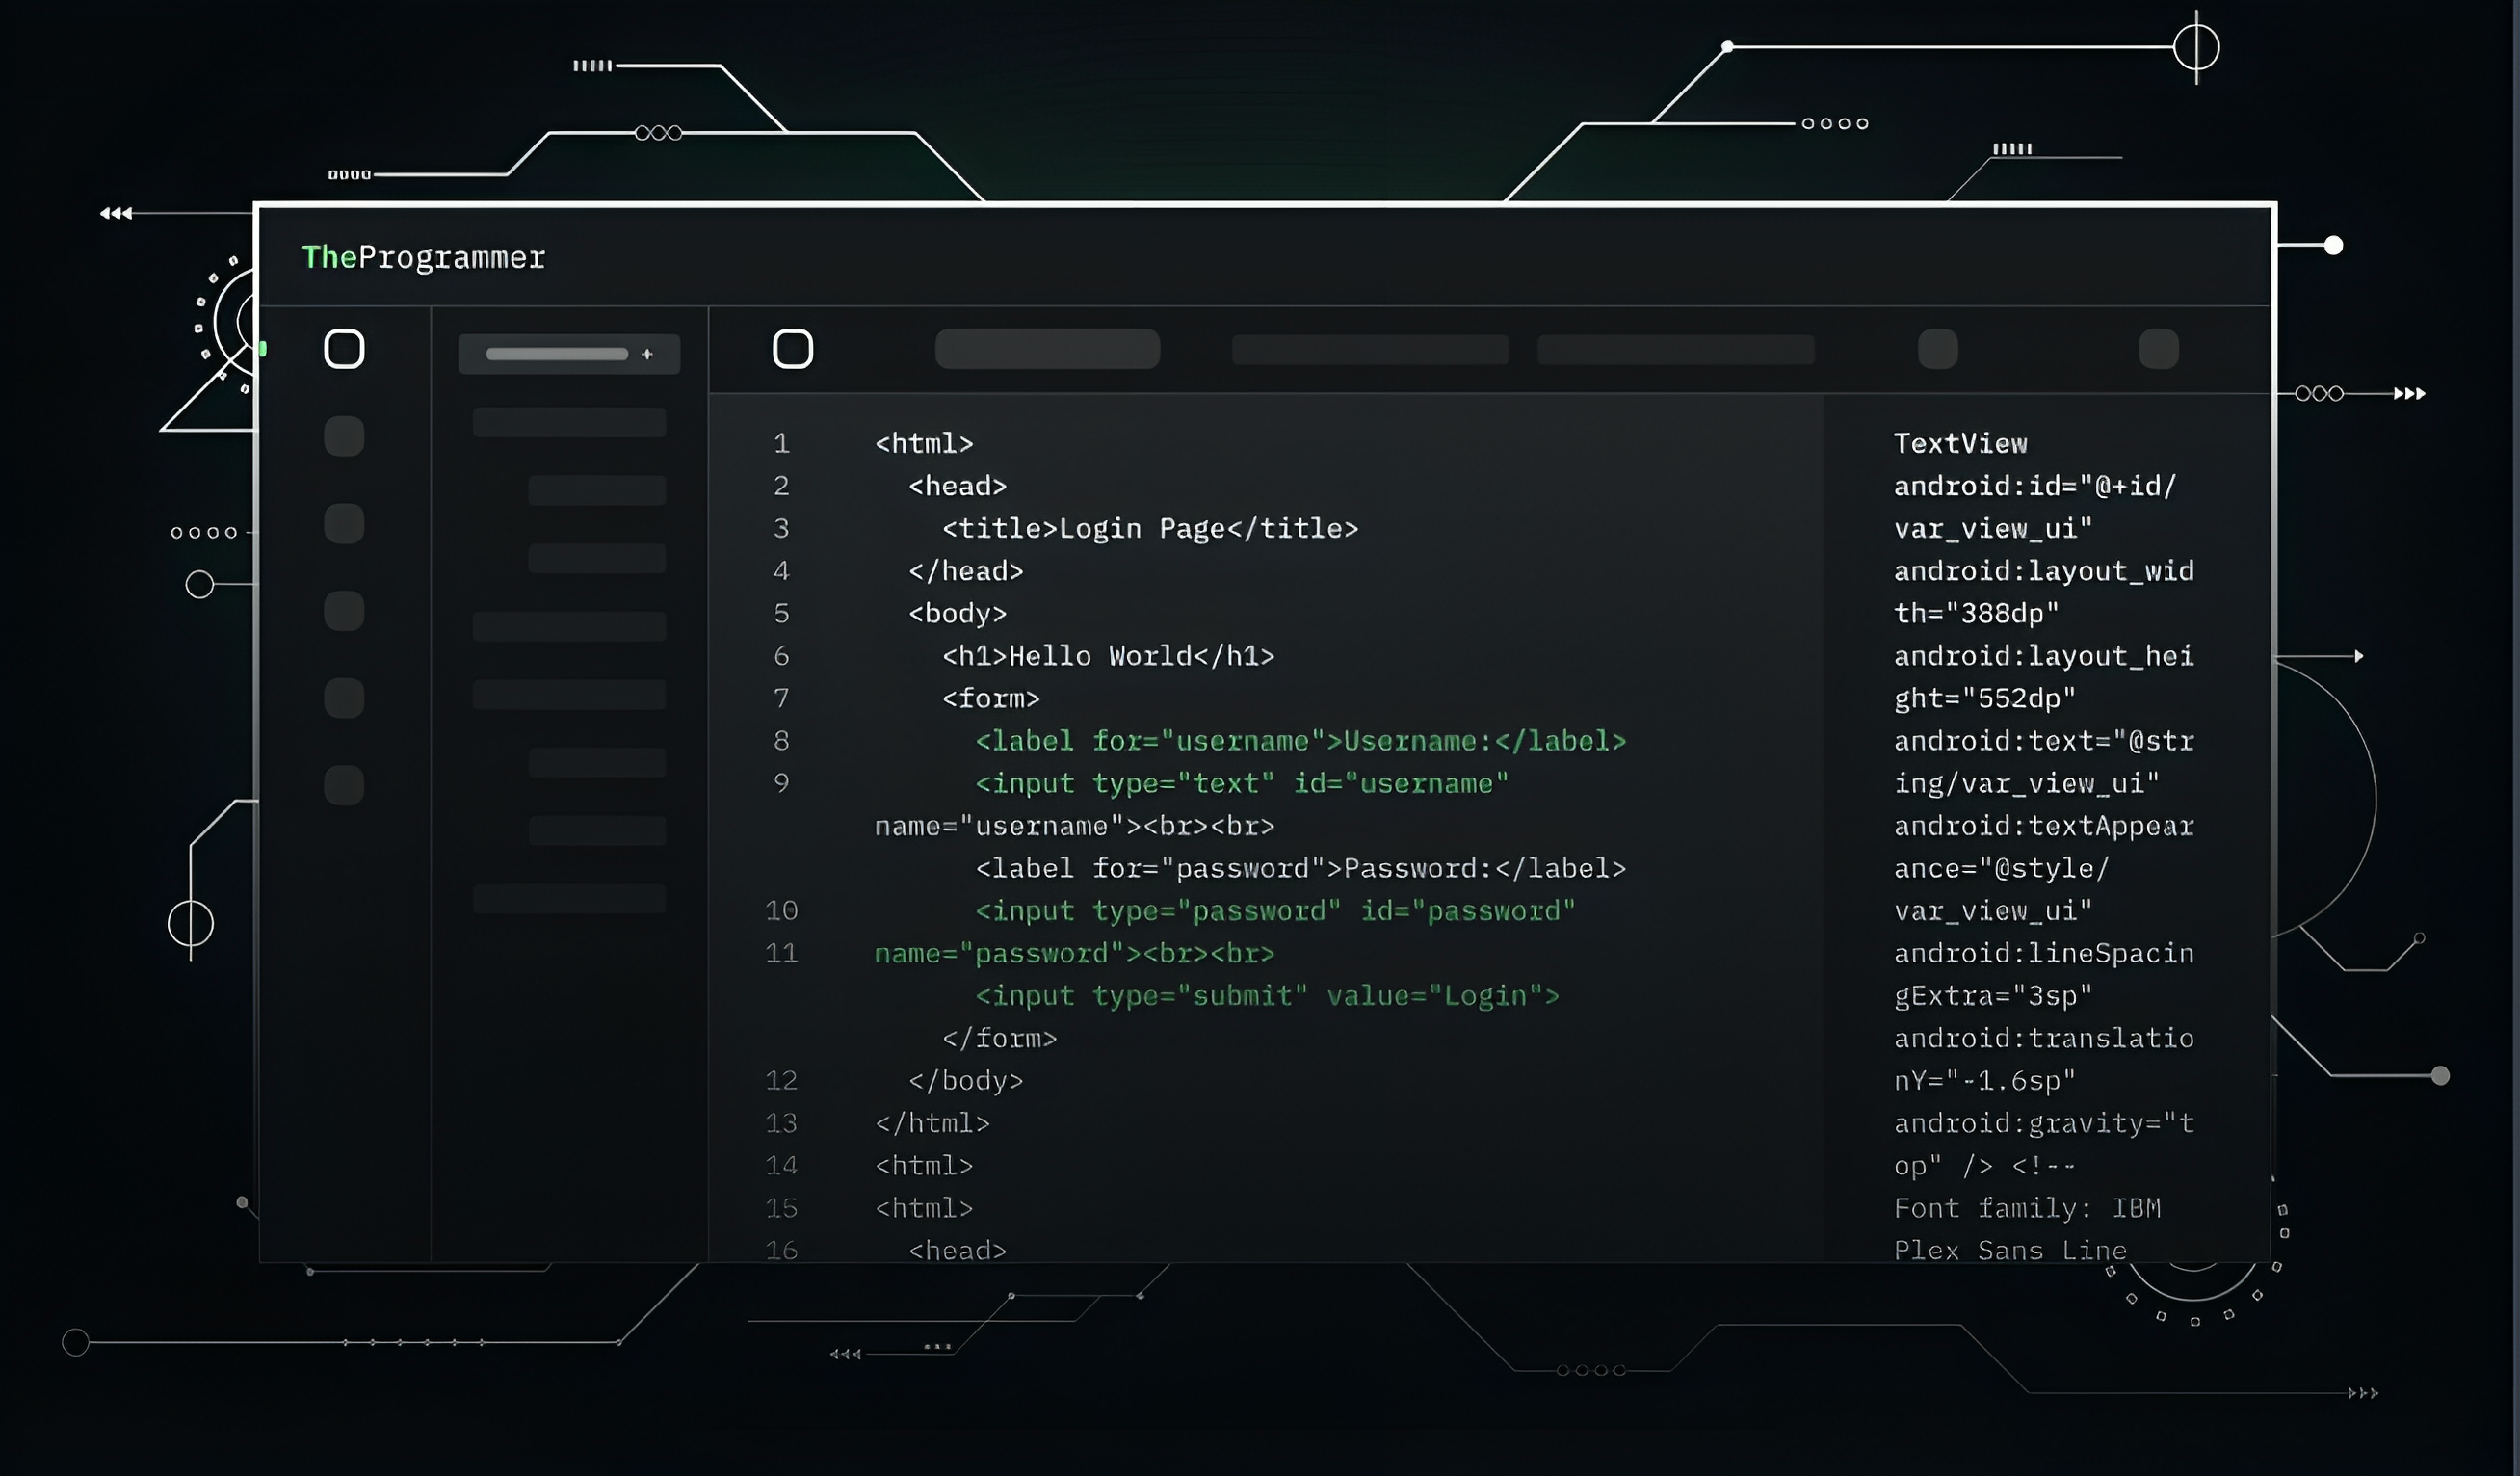 TheProgrammer
1 <html>
2 <head>
3 <title>Login Page</title>
4 </head>
5 <body>
6 <h1>Hello World</h1>
7 <form>
8 <label for="username">Username:</label>
9 <input type="text" id="username"
name="username"><br><br>
<label for="password">Password:</label>
10 <input type="password" id="password"
11 name="password"><br><br>
<input type="submit" value="Login">
</form>
12 </body>
13 </html>
14 <html>
15 <html>
16 <head>
TextView
android:id="@+id/
var_view_ui"
android:layout_wid
th="388dp"
android:layout_hei
ght="552dp"
android:text="@str
ing/var_view_ui"
android:textAppear
ance="@style/
var_view_ui"
android:lineSpacin
gExtra="3sp"
android:translatio
nY="-1.6sp"
android:gravity="t
op" /> <!--
Font family: IBM
Plex Sans Line